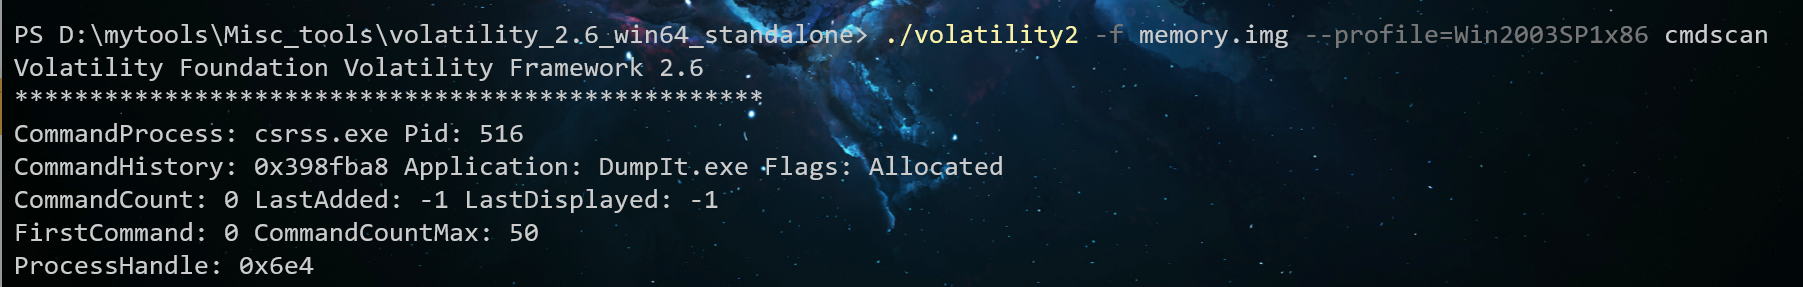 PS D:\mytools\Misc_tools\volatility_2.6_win64_standalone> ./volatility2 -f memory.img --profile=Win2003SP1x86 cmdscan
Volatility Foundation Volatility Framework 2.6
**************************************************
CommandProcess: csrss.exe Pid: 516
CommandHistory: 0x398fba8 Application: DumpIt.exe Flags: Allocated
CommandCount: 0 LastAdded: -1 LastDisplayed: -1
FirstCommand: 0 CommandCountMax: 50
ProcessHandle: 0x6e4